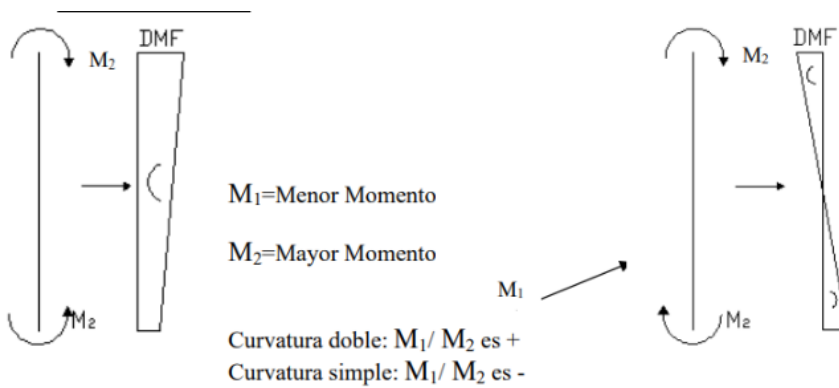 DMF
M₂
DMF
M₂
M₁=Menor Momento
M₂=Mayor Momento
M₁
M₂
M₂
Curvatura doble: M₁/ M₂ es +
Curvatura simple: M₁/ M₂ es -